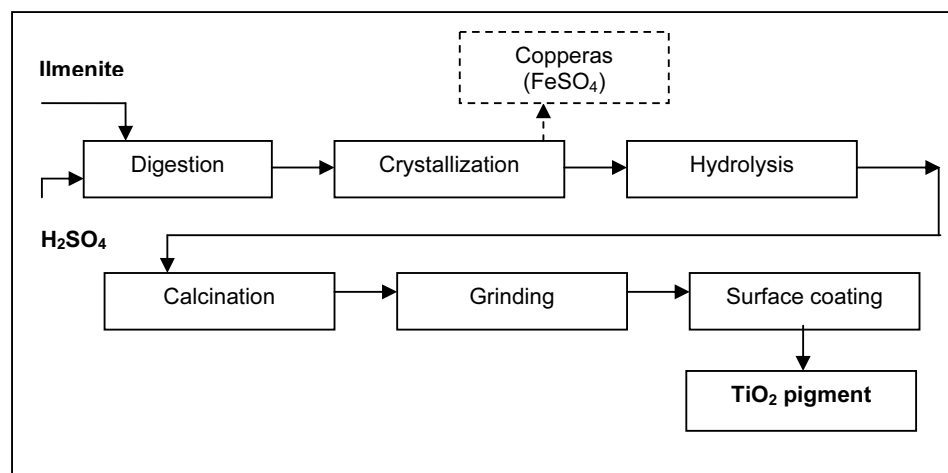 Ilmenite
Copperas
(FeSO₄)
Digestion
Crystallization
Hydrolysis
H₂SO₄
Calcination
Grinding
Surface coating
TiO₂ pigment